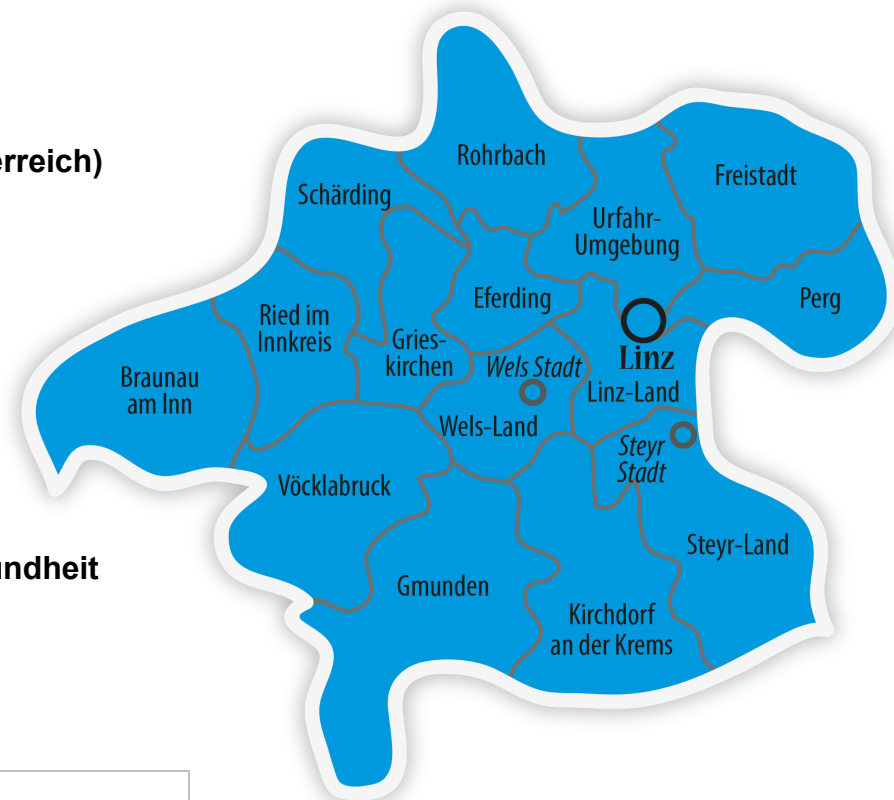 erreich)
undheit
Rohrbach
Freistadt
Schärding
Urfahr-
Umgebung
Eferding
Perg
Ried im
Innkreis
Gries-
kirchen
Linz
Wels Stadt
Braunau
am Inn
Linz-Land
Wels-Land
Steyr
Stadt
Vöcklabruck
Steyr-Land
Gmunden
Kirchdorf
an der Krems